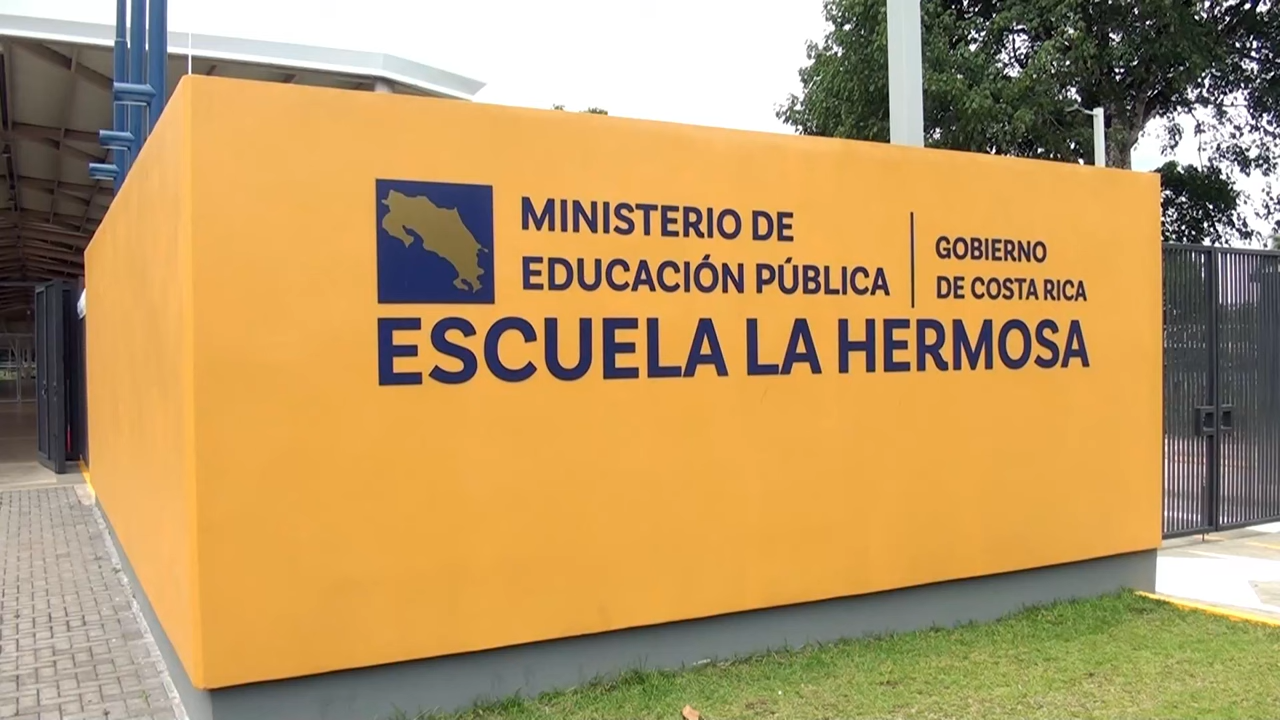 MINISTERIO DE
EDUCACIÓN PÚBLICA
GOBIERNO
DE COSTA RICA
ESCUELA LA HERMOSA